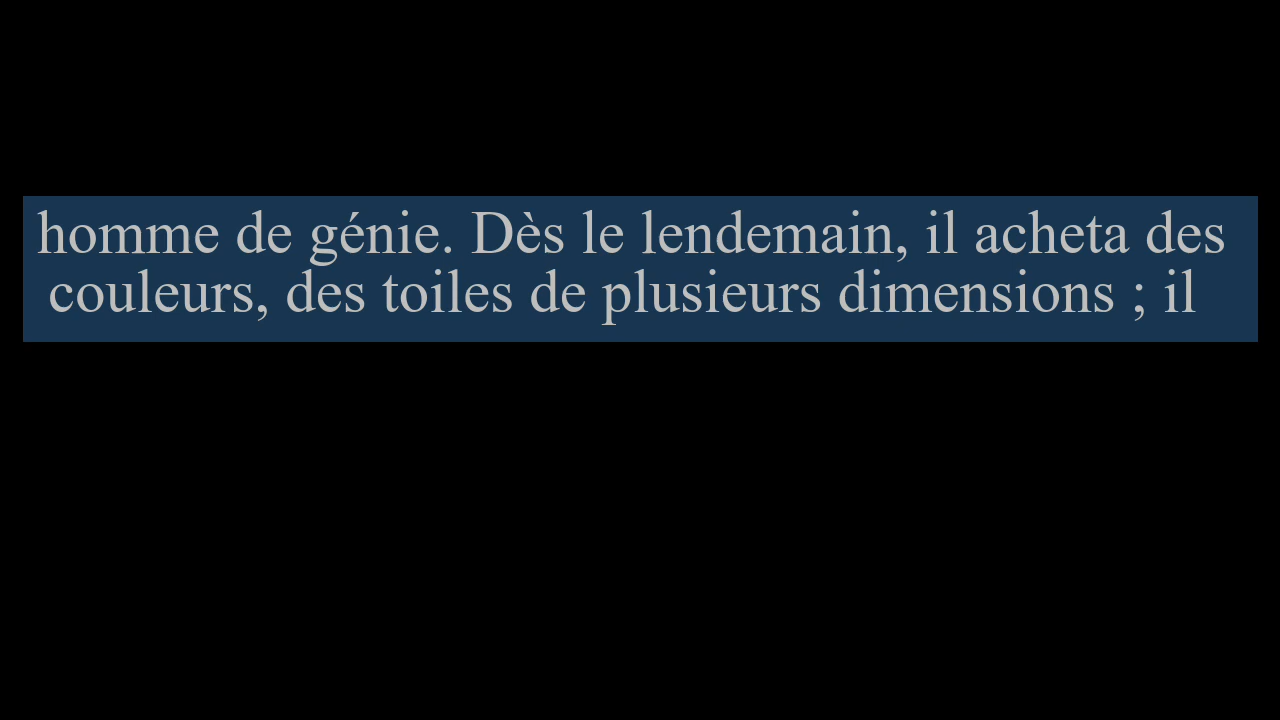 homme de génie. Dès le lendemain, il acheta des
couleurs, des toiles de plusieurs dimensions ; il